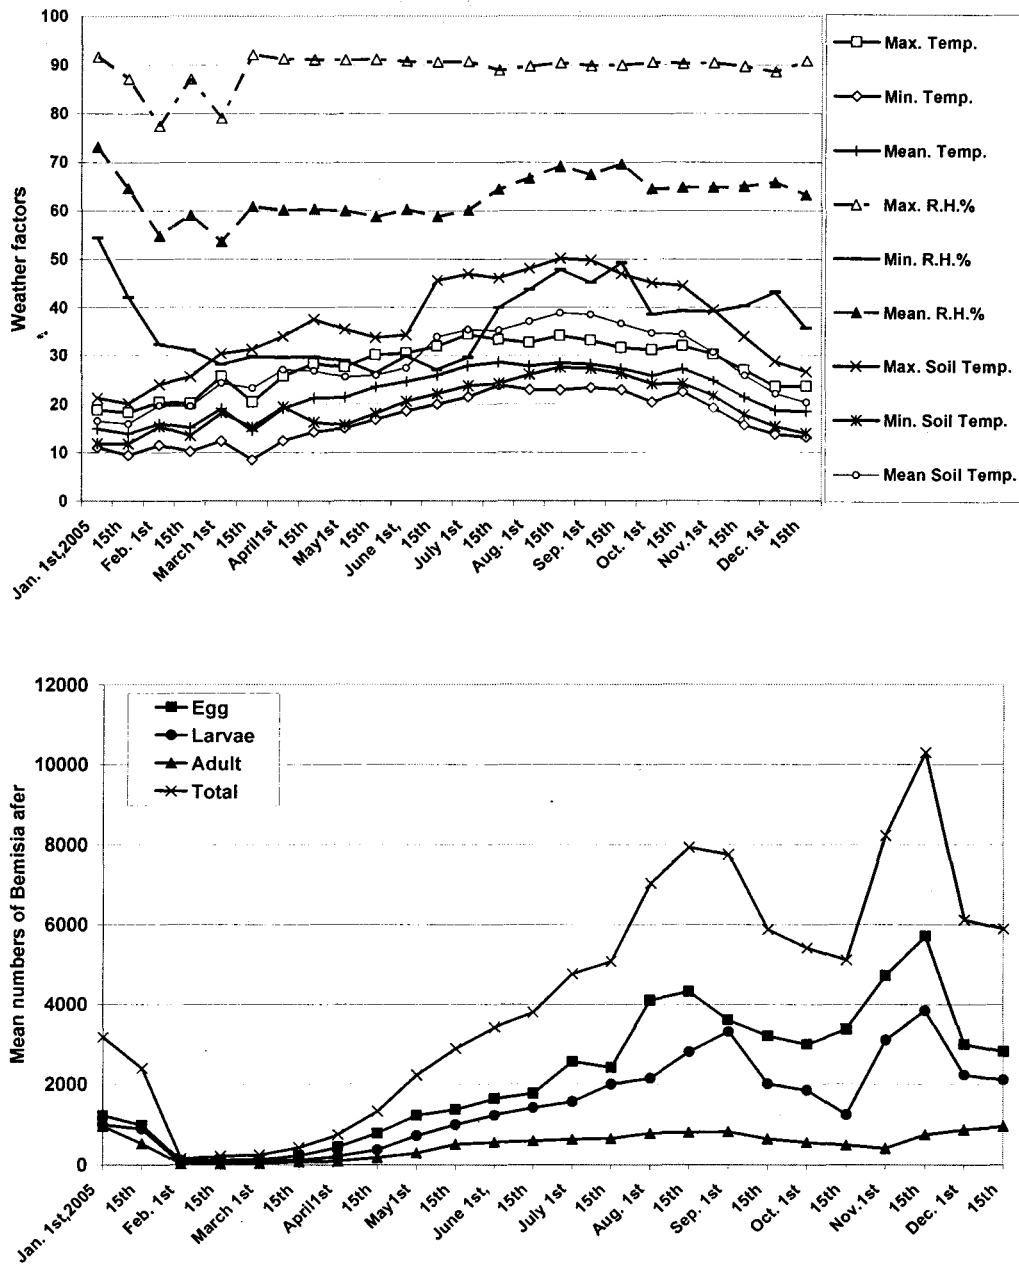 100
90
80
70
60
50
40
30
20
10
0
Weather factors
%
Max. Temp.
Min. Temp.
Mean. Temp.
Max. R.H.%
Min. R.H.%
Mean. R.H.%
Max. Soil Temp.
Min. Soil Temp.
Mean Soil Temp.
Jan. 1st,2005
15th
Feb. 1st
15th
March 1st
15th
April1st
15th
May1st
15th
June 1st,
15th
July 1st
15th
Aug. 1st
15th
Sep. 1st
15th
Oct. 1st
15th
Nov.1st
15th
Dec. 1st
15th
12000
10000
8000
6000
4000
2000
0
Mean numbers of Bemisia afer
Egg
Larvae
Adult
Total
Jan. 1st,2005
15th
Feb. 1st
15th
March 1st
15th
April1st
15th
May1st
15th
June 1st,
15th
July 1st
15th
Aug. 1st
15th
Sep. 1st
15th
Oct. 1st
15th
Nov.1st
15th
Dec. 1st
15th